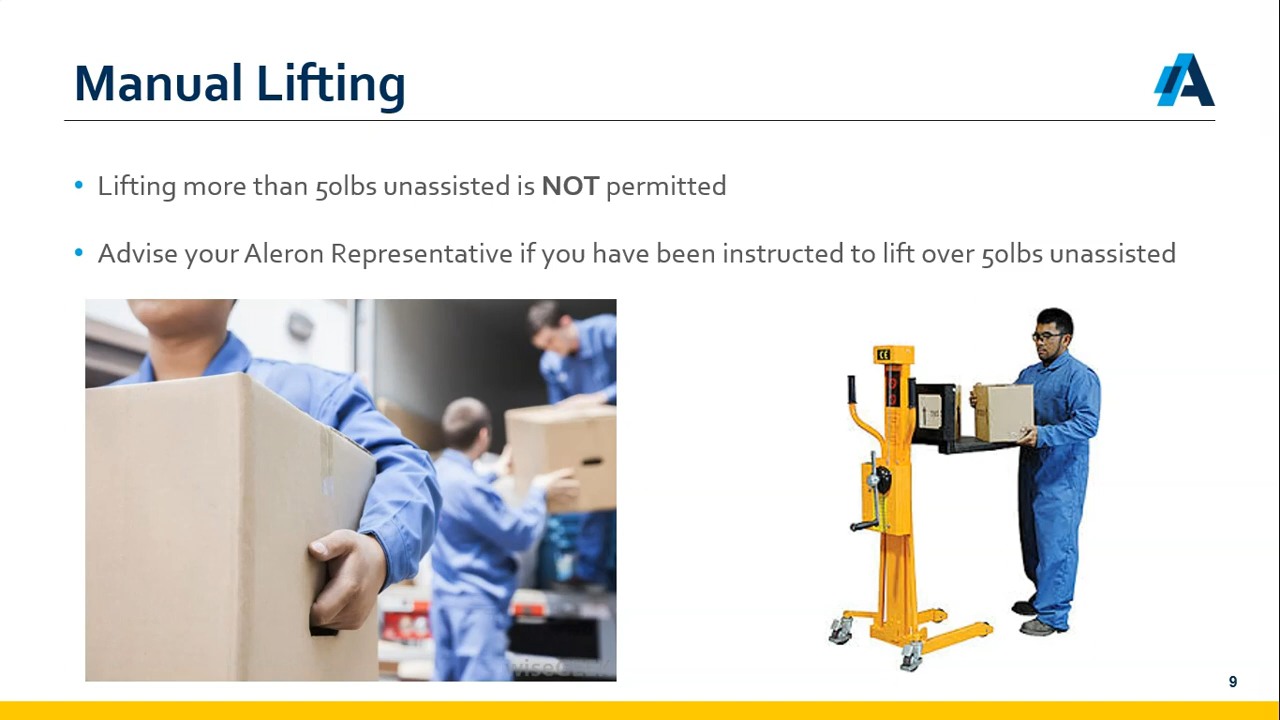 Manual Lifting
• Lifting more than 50lbs unassisted is NOT permitted
• Advise your Aleron Representative if you have been instructed to lift over 50lbs unassisted
CE
9